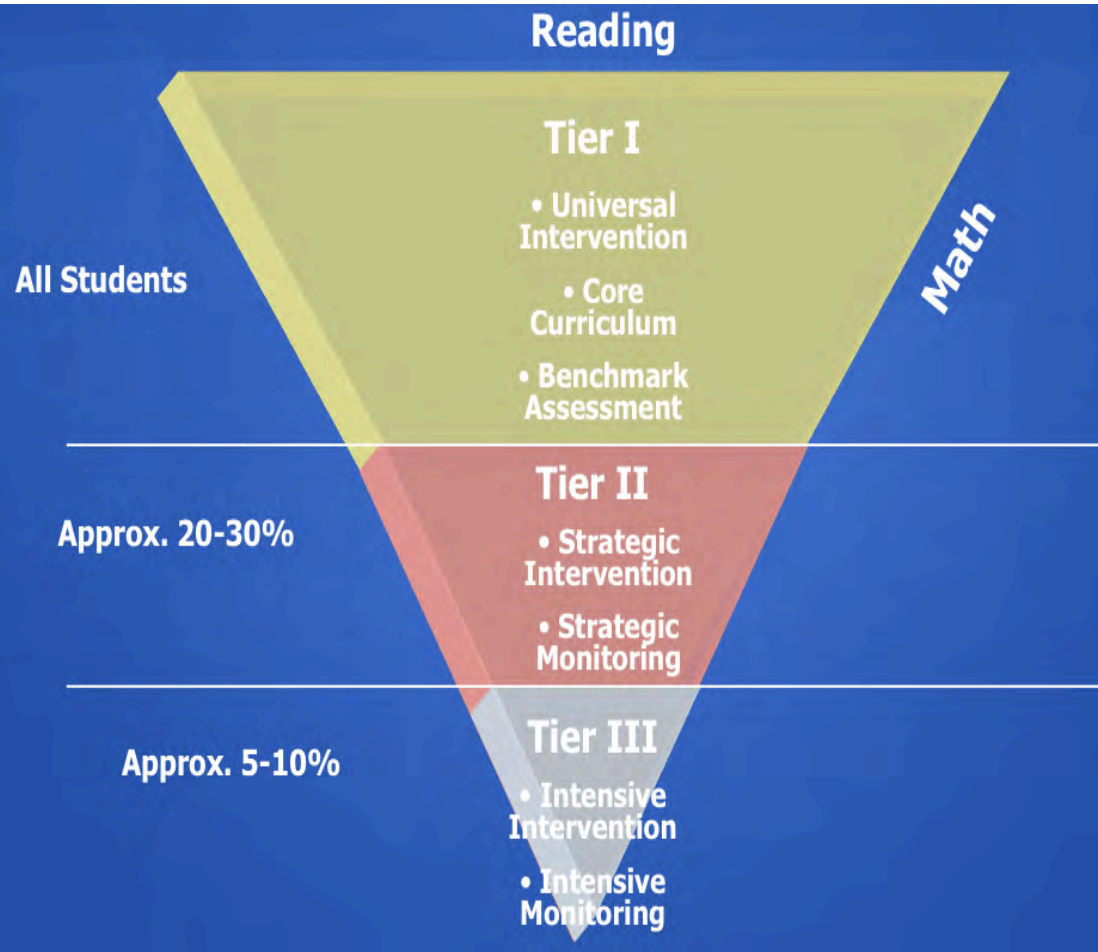 Reading
Tier I
• Universal
Intervention
• Core
Curriculum
• Benchmark
Assessment
All Students
Math
Tier II
• Strategic
Intervention
• Strategic
Monitoring
Approx. 20-30%
Tier III
• Intensive
Intervention
• Intensive
Monitoring
Approx. 5-10%